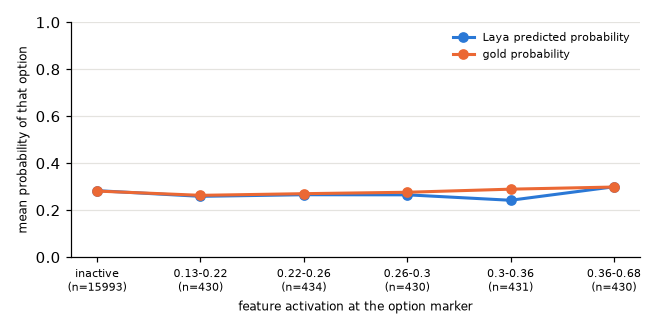 1.0
0.8
0.6
0.4
0.2
0.0
mean probability of that option
Laya predicted probability
gold probability
inactive
(n=15993)
0.13-0.22
(n=430)
0.22-0.26
(n=434)
0.26-0.3
(n=430)
0.3-0.36
(n=431)
0.36-0.68
(n=430)
feature activation at the option marker